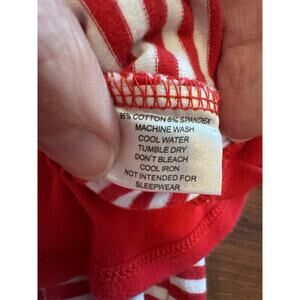 95% COTTON 5% SPANDEX
MACHINE WASH
COOL WATER
TUMBLE DRY
DON'T BLEACH
COOL IRON
NOT INTENDED FOR
SLEEPWEAR